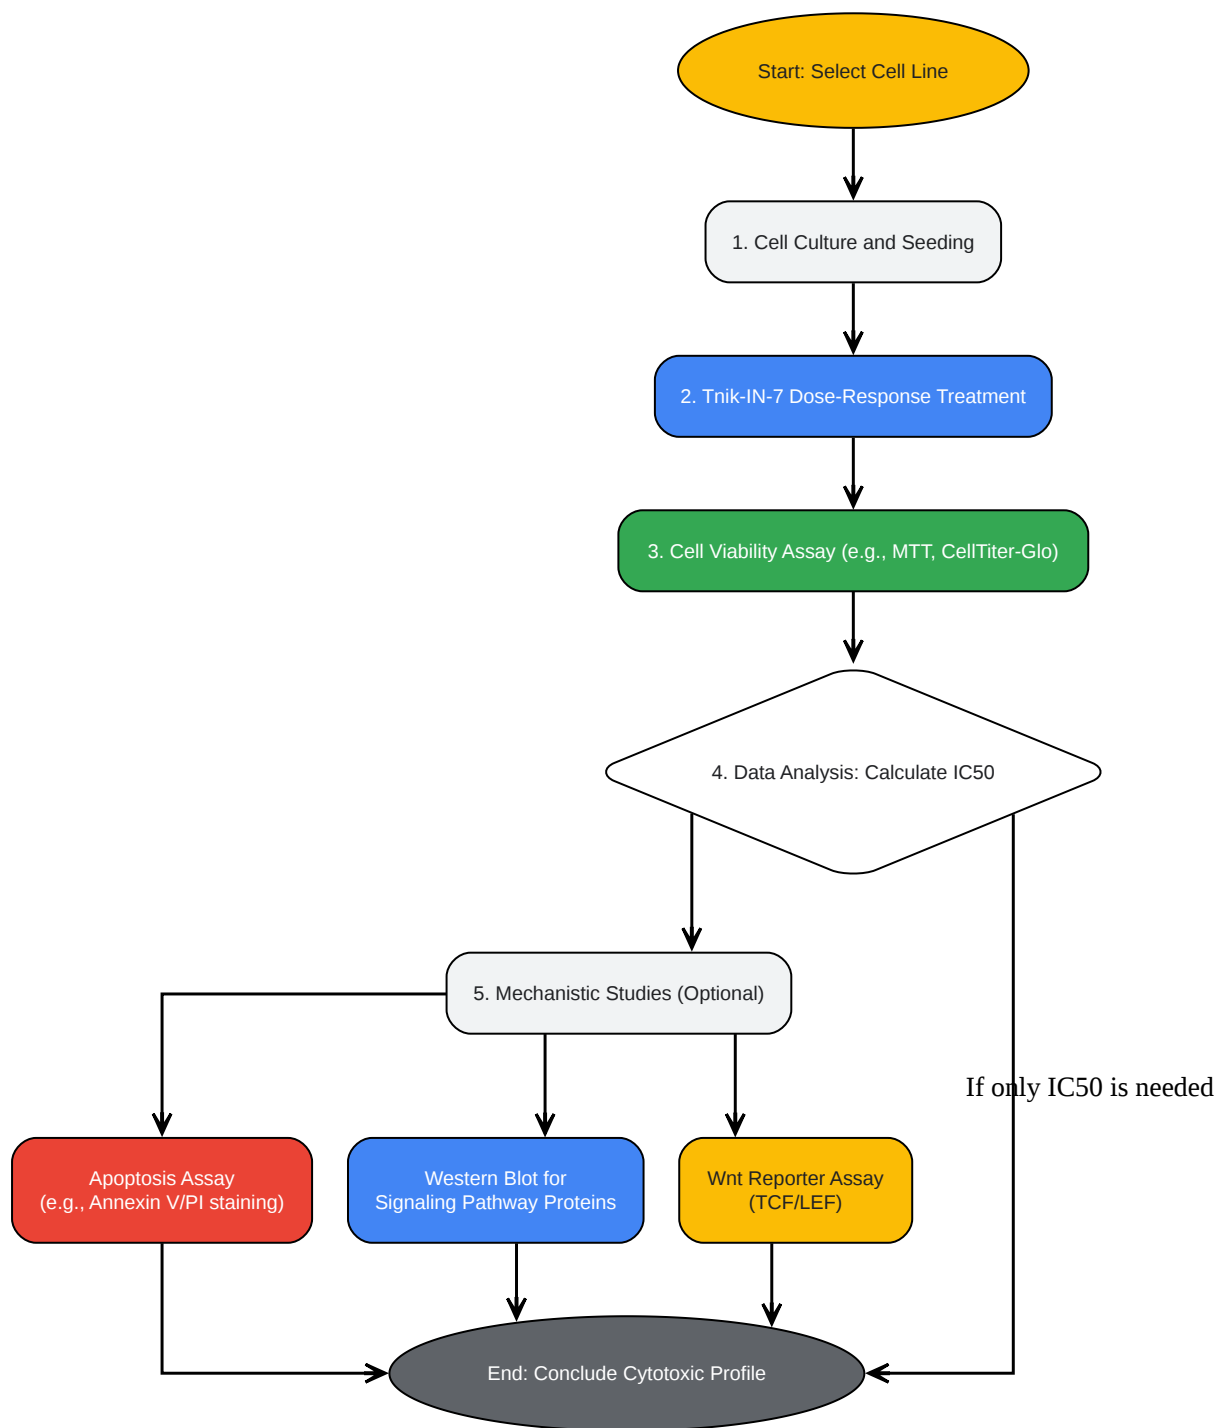 Start: Select Cell Line
1. Cell Culture and Seeding
2. Tnik-IN-7 Dose-Response Treatment
3. Cell Viability Assay (e.g., MTT, CellTiter-Glo)
4. Data Analysis: Calculate IC50
5. Mechanistic Studies (Optional)
If only IC50 is needed
Apoptosis Assay
(e.g., Annexin V/PI staining)
Western Blot for
Signaling Pathway Proteins
Wnt Reporter Assay
(TCF/LEF)
End: Conclude Cytotoxic Profile